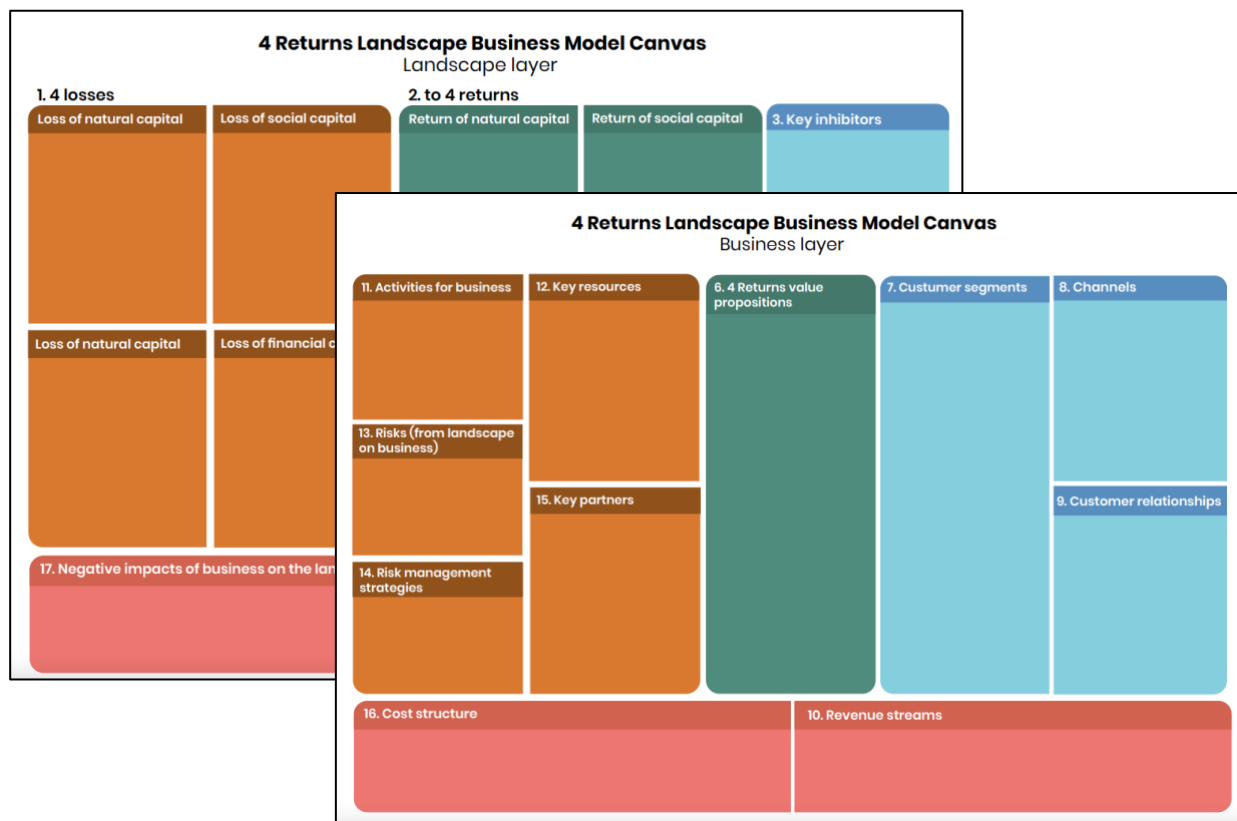 4 Returns Landscape Business Model Canvas
Landscape layer
1. 4 losses
2. to 4 returns
Loss of natural capital
Loss of social capital
Return of natural capital
Return of social capital
3. Key inhibitors
Loss of natural capital
Loss of financial
17. Negative impacts of business on the
4 Returns Landscape Business Model Canvas
Business layer
11. Activities for business
12. Key resources
6. 4 Returns value
propositions
7. Custumer segments
8. Channels
13. Risks (from landscape
on business)
15. Key partners
9. Customer relationships
14. Risk management
strategies
16. Cost structure
10. Revenue streams